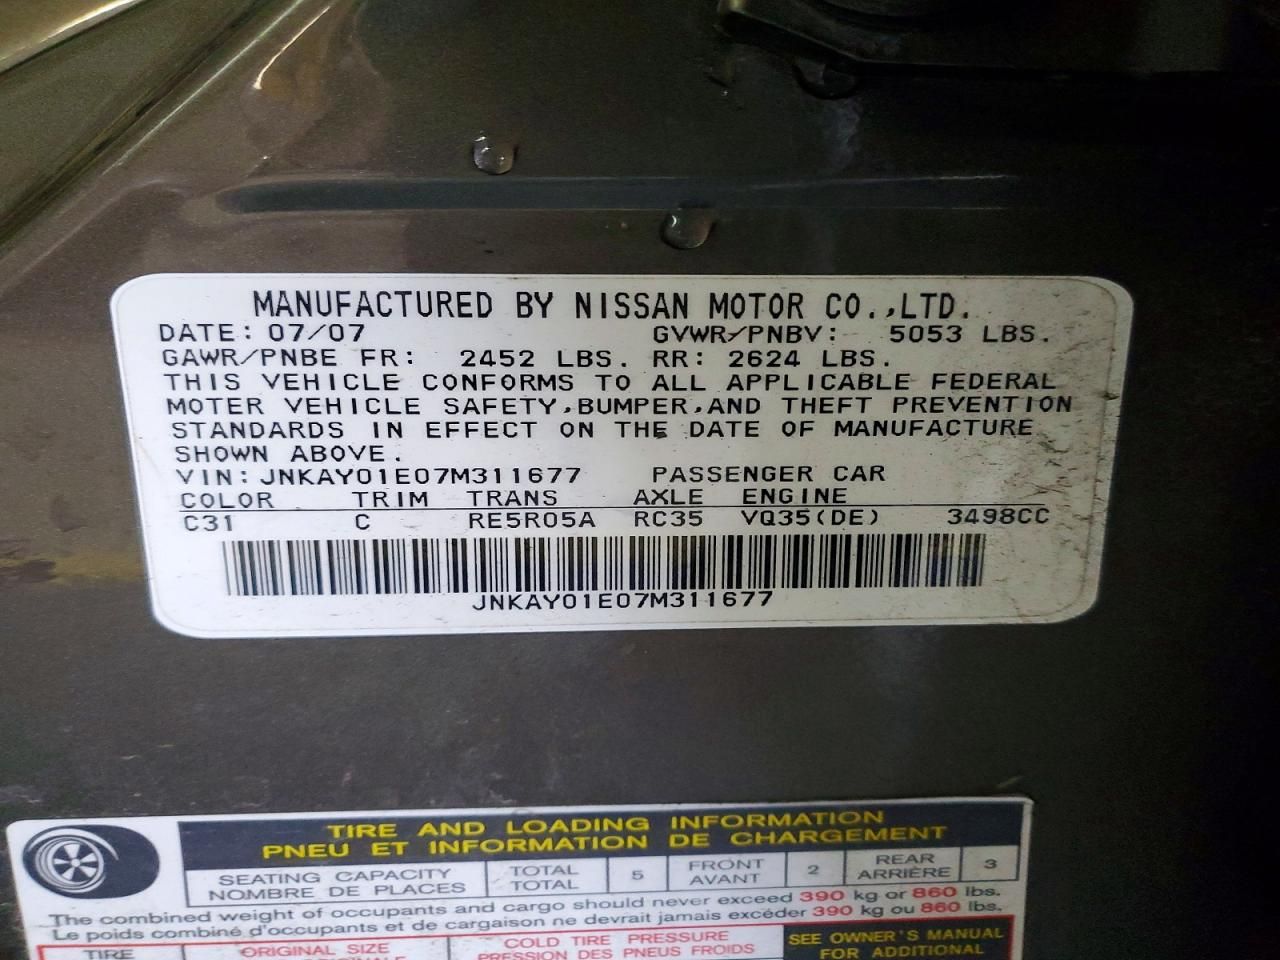 MANUFACTURED BY NISSAN MOTOR CO.,LTD.
DATE: 07/07 GVWR/PNBV: 5053 LBS.
GAWR/PNBE FR: 2452 LBS. RR: 2624 LBS.
THIS VEHICLE CONFORMS TO ALL APPLICABLE FEDERAL
MOTER VEHICLE SAFETY,BUMPER,AND THEFT PREVENTION
STANDARDS IN EFFECT ON THE DATE OF MANUFACTURE
SHOWN ABOVE.
VIN: JNKAY01E07M311677 PASSENGER CAR
COLOR TRIM TRANS AXLE ENGINE
C31 C RE5R05A RC35 VQ35(DE) 3498CC
JNKAY01E07M311677
TIRE AND LOADING INFORMATION
PNEU ET INFORMATION DE CHARGEMENT
SEATING CAPACITY TOTAL 5 FRONT 2 REAR 3
NOMBRE DE PLACES TOTAL AVANT ARRIÈRE
The combined weight of occupants and cargo should never exceed 390 kg or 860 lbs.
Le poids combiné d'occupants et de cargaison ne devrait jamais excéder 390 kg ou 860 lbs.
TIRE ORIGINAL SIZE COLD TIRE PRESSURE SEE OWNER'S MANUAL
PRESSION DES PNEUS FROIDS FOR ADDITIONAL